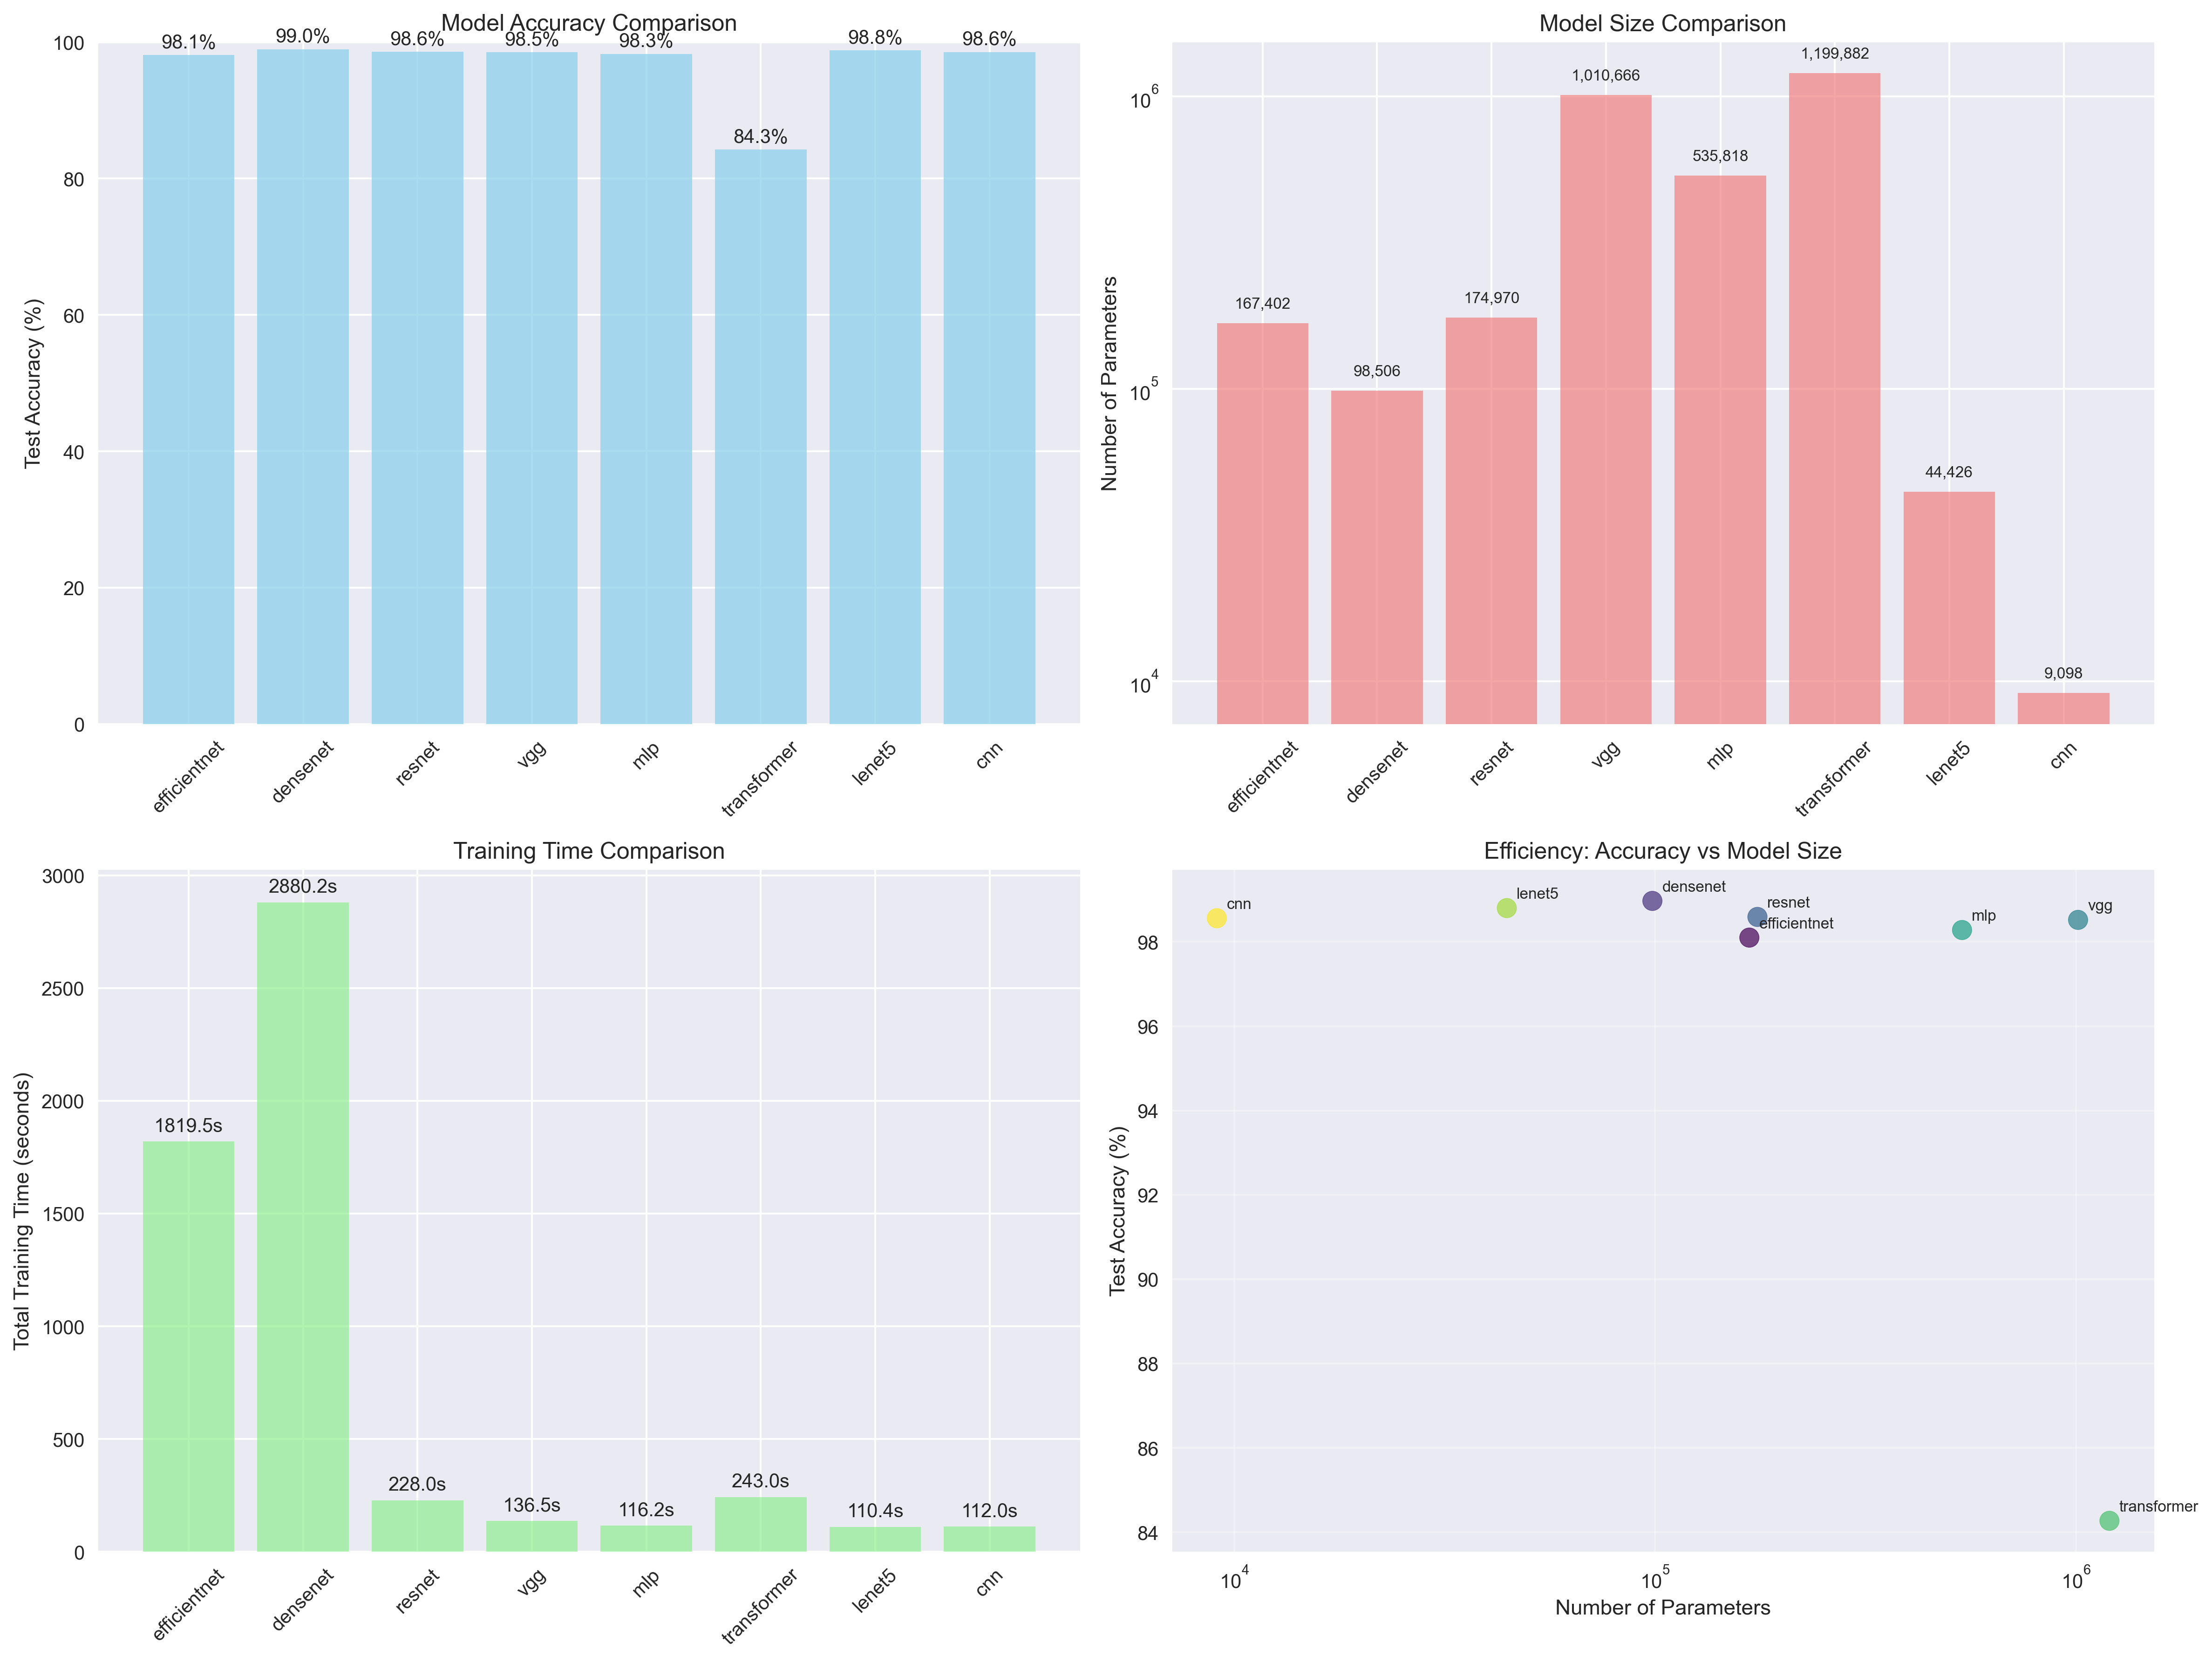 Model Accuracy Comparison
98.1%
99.0%
98.6%
98.5%
98.3%
84.3%
98.8%
98.6%
100
80
60
40
20
0
Test Accuracy (%)
efficientnet
densenet
resnet
vgg
mlp
transformer
lenet5
cnn
Model Size Comparison
167,402
98,506
174,970
1,010,666
535,818
1,199,882
44,426
9,098
10^6
10^5
10^4
Number of Parameters
efficientnet
densenet
resnet
vgg
mlp
transformer
lenet5
cnn
Training Time Comparison
1819.5s
2880.2s
228.0s
136.5s
116.2s
243.0s
110.4s
112.0s
3000
2500
2000
1500
1000
500
0
Total Training Time (seconds)
efficientnet
densenet
resnet
vgg
mlp
transformer
lenet5
cnn
Efficiency: Accuracy vs Model Size
cnn
lenet5
densenet
resnet
efficientnet
mlp
vgg
transformer
98
96
94
92
90
88
86
84
Test Accuracy (%)
10^4
10^5
10^6
Number of Parameters